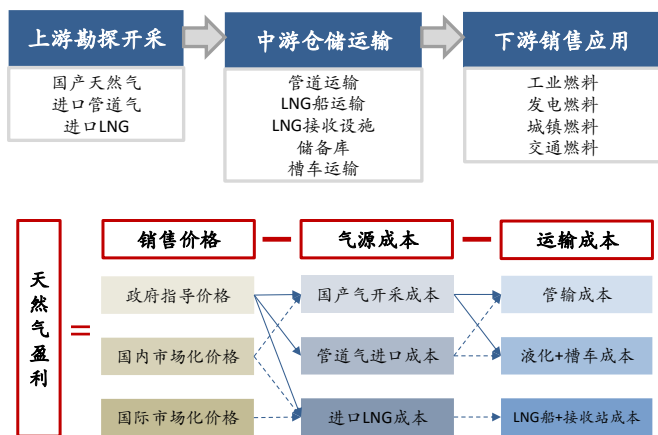 上游勘探开采
中游仓储运输
下游销售应用
国产天然气
进口管道气
进口LNG
管道运输
LNG船运输
LNG接收设施
储备库
槽车运输
工业燃料
发电燃料
城镇燃料
交通燃料
天然气盈利
=
销售价格
—
气源成本
—
运输成本
政府指导价格
国产气开采成本
管输成本
国内市场化价格
管道气进口成本
液化+槽车成本
国际市场化价格
进口LNG成本
LNG船+接收站成本